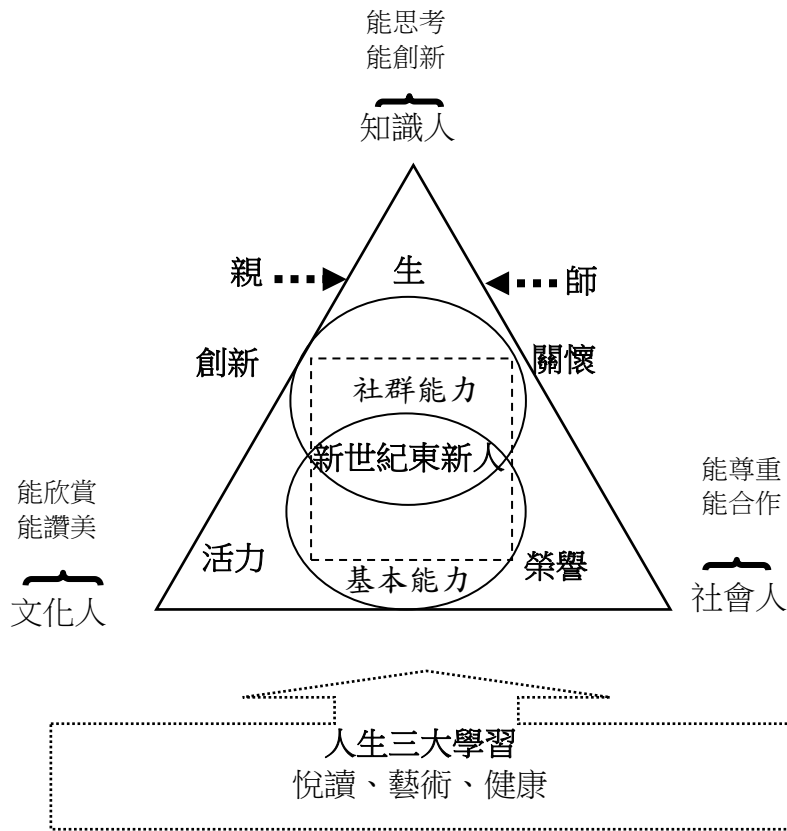 能思考
能創新
知識人
親
生
師
創新
關懷
社群能力
新世紀東新人
能欣賞
能讚美
能尊重
能合作
活力
榮譽
基本能力
文化人
社會人
人生三大學習
悅讀、藝術、健康